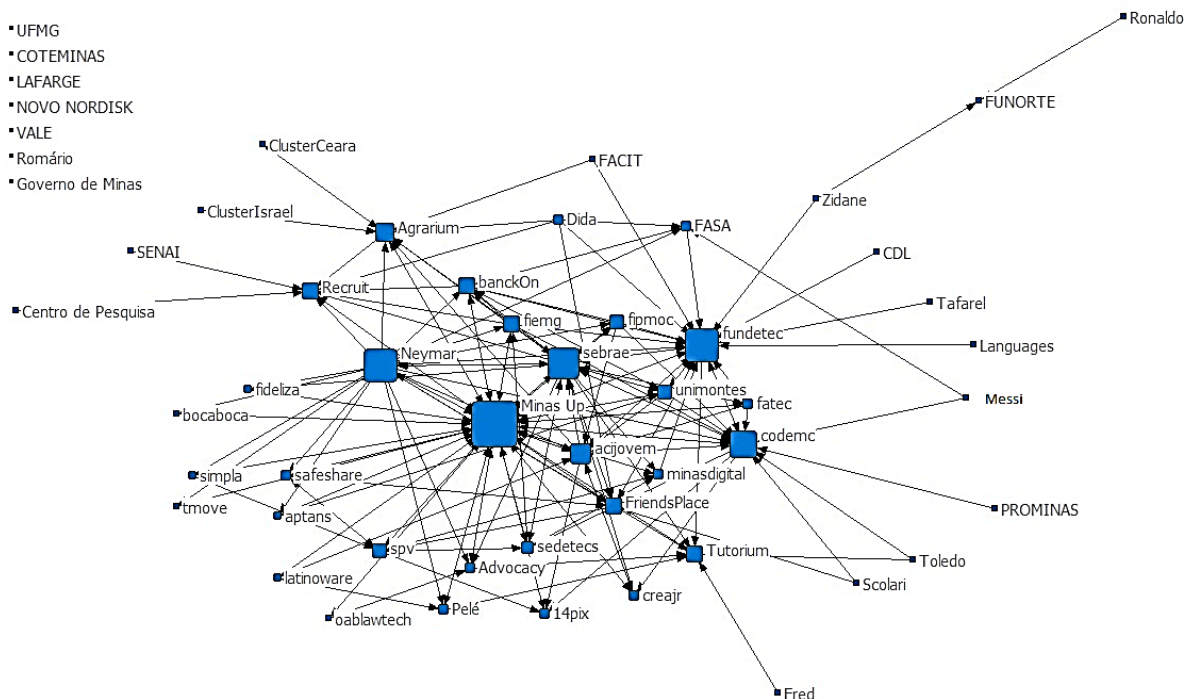 Ronaldo
UFMG
COTEMINAS
LAFARGE
NOVO NORDISK
FUNORTE
VALE
ClusterCeara
Romário
FACIT
Governo de Minas
Zidane
ClusterIsrael
Agrarium
Dida
FASA
SENAI
CDL
Recruit
banckOn
Centro de Pesquisa
Tafarel
fiemg
fipmoc
fundetec
Languages
Neymar
sebrae
fideliza
unimontes
Messi
bocaboca
Minas Up
fatec
codemc
acijovem
simpla
safeshare
minasdigital
tmove
aptans
FriendsPlace
PROMINAS
spv
sedetecs
Tutorium
Toledo
Advocacy
latinoware
Scolari
creajr
Pelé
14pix
oablawtech
Fred